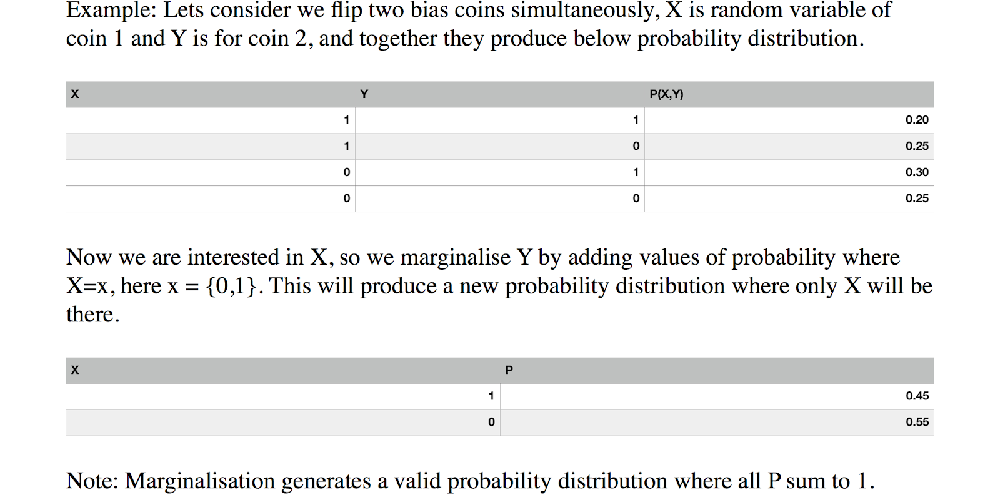 Example: Lets consider we flip two bias coins simultaneously, X is random variable of
coin 1 and Y is for coin 2, and together they produce below probability distribution.
X Y P(X,Y)
1 1 0.20
1 0 0.25
0 1 0.30
0 0 0.25
Now we are interested in X, so we marginalise Y by adding values of probability where
X=x, here x = {0,1}. This will produce a new probability distribution where only X will be
there.
X P
1 0.45
0 0.55
Note: Marginalisation generates a valid probability distribution where all P sum to 1.